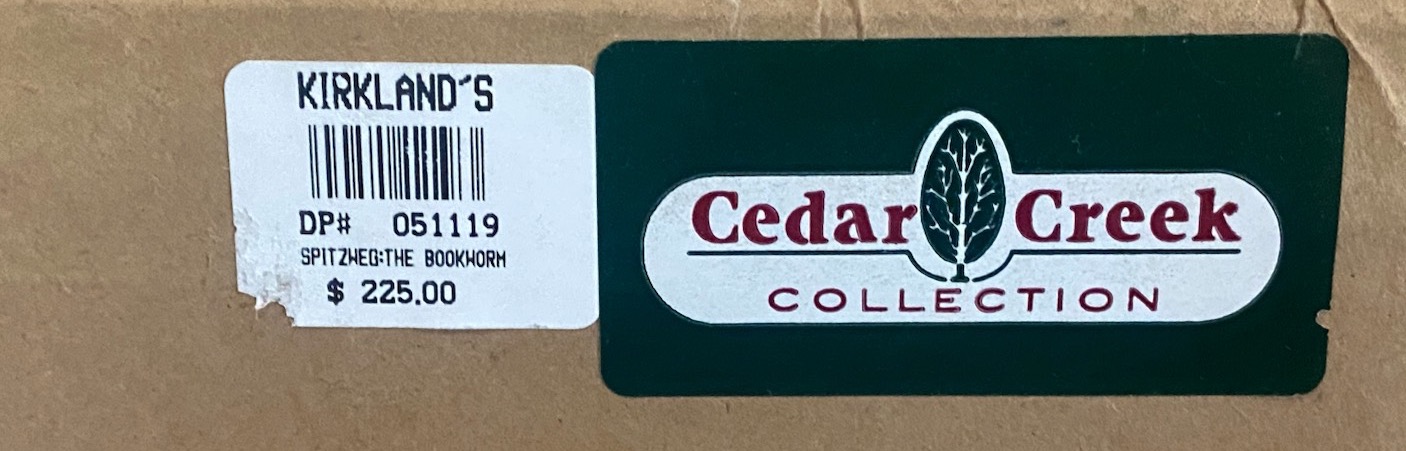 KIRKLAND'S
DP# 051119
SPITZWEG:THE BOOKWORM
$ 225.00
Cedar Creek
COLLECTION